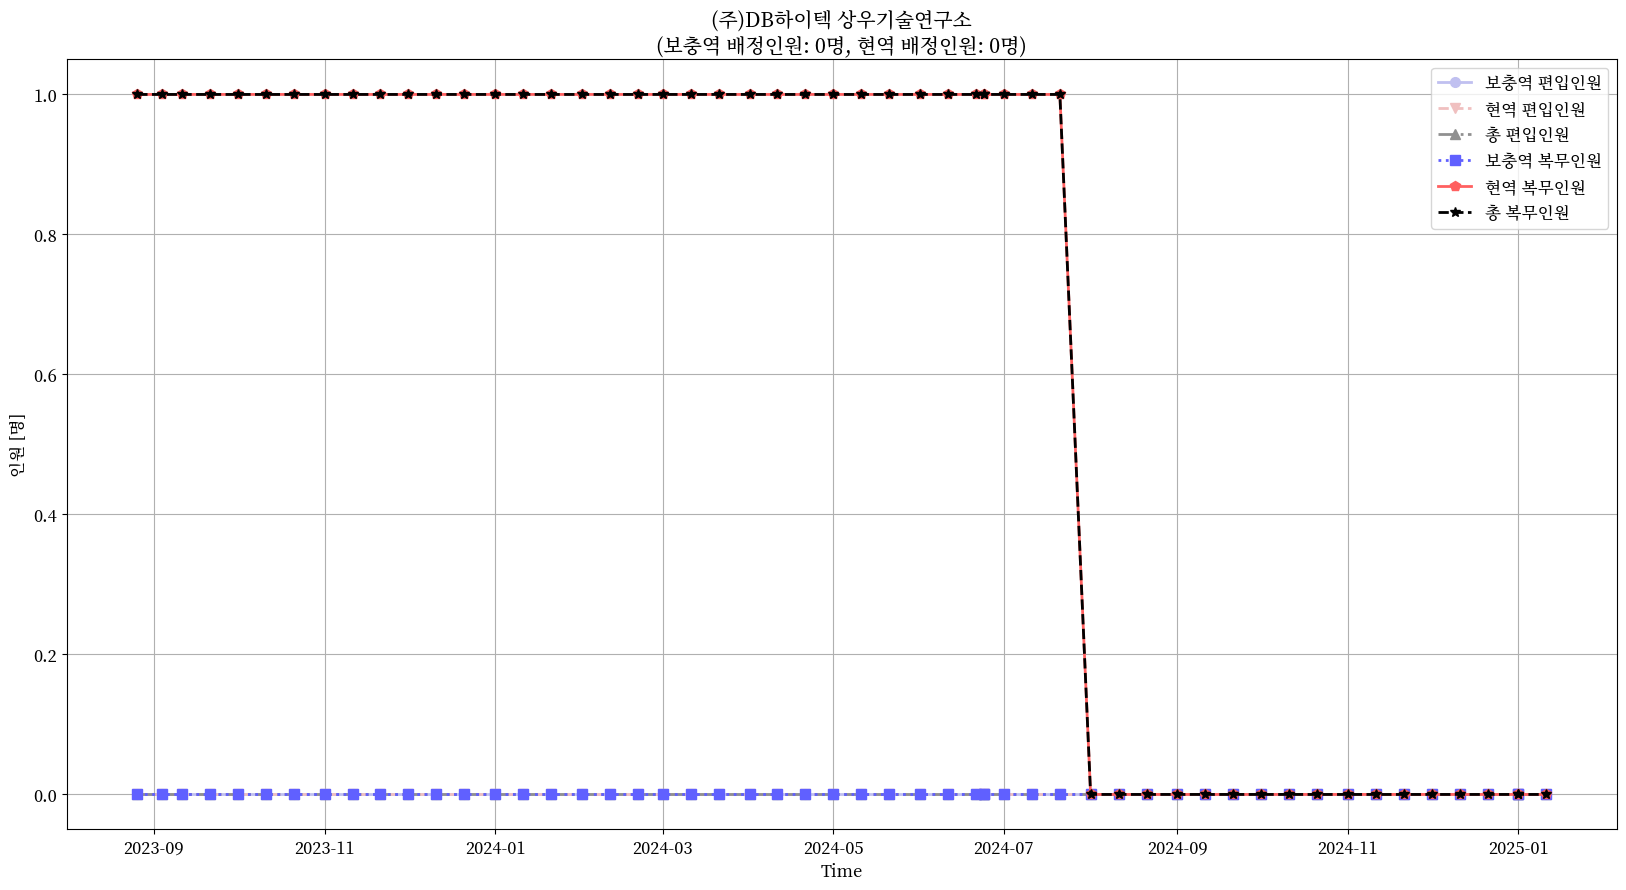 (주)DB하이텍 상우기술연구소
(보충역 배정인원: 0명, 현역 배정인원: 0명)
보충역 편입인원
현역 편입인원
총 편입인원
보충역 복무인원
현역 복무인원
총 복무인원
1.0
0.8
0.6
0.4
0.2
0.0
인원 [명]
2023-09 2023-11 2024-01 2024-03 2024-05 2024-07 2024-09 2024-11 2025-01
Time